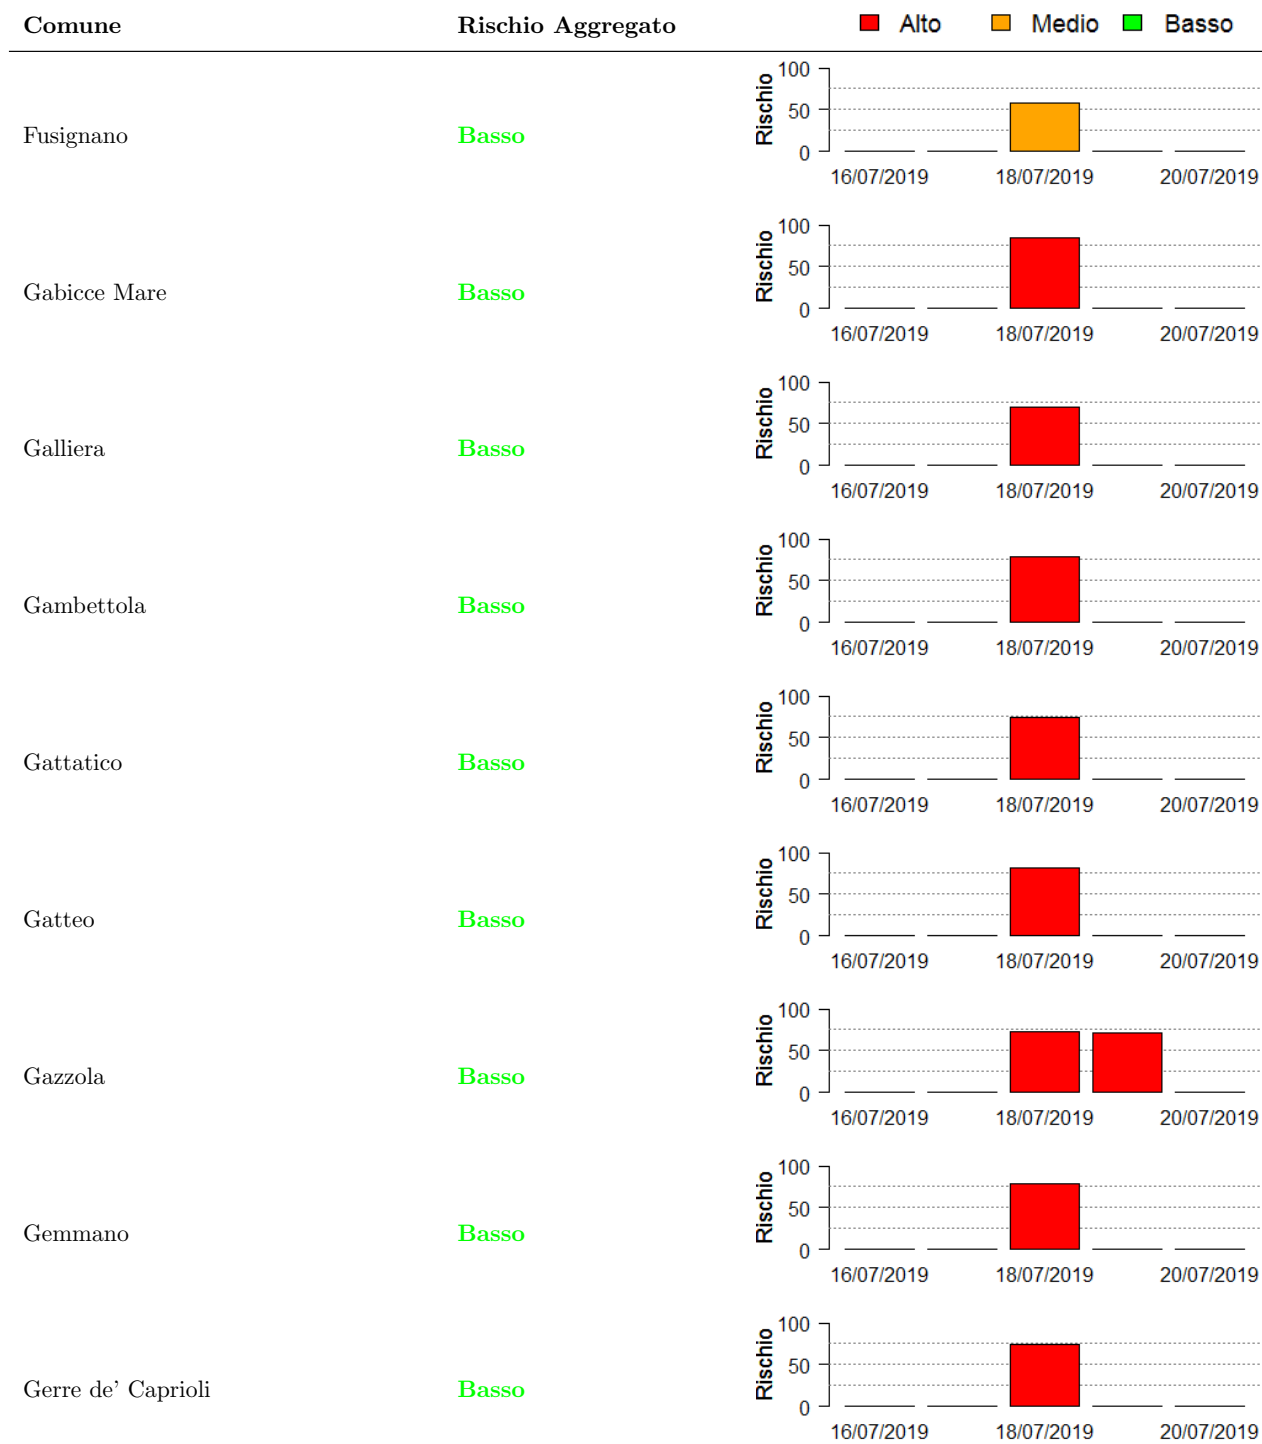 Comune Rischio Aggregato Alto Medio Basso
Fusignano Basso Rischio 100 50 0
16/07/2019 18/07/2019 20/07/2019
Gabicce Mare Basso Rischio 100 50 0
16/07/2019 18/07/2019 20/07/2019
Galliera Basso Rischio 100 50 0
16/07/2019 18/07/2019 20/07/2019
Gambettola Basso Rischio 100 50 0
16/07/2019 18/07/2019 20/07/2019
Gattatico Basso Rischio 100 50 0
16/07/2019 18/07/2019 20/07/2019
Gatteo Basso Rischio 100 50 0
16/07/2019 18/07/2019 20/07/2019
Gazzola Basso Rischio 100 50 0
16/07/2019 18/07/2019 20/07/2019
Gemmano Basso Rischio 100 50 0
16/07/2019 18/07/2019 20/07/2019
Gerre de' Caprioli Basso Rischio 100 50 0
16/07/2019 18/07/2019 20/07/2019